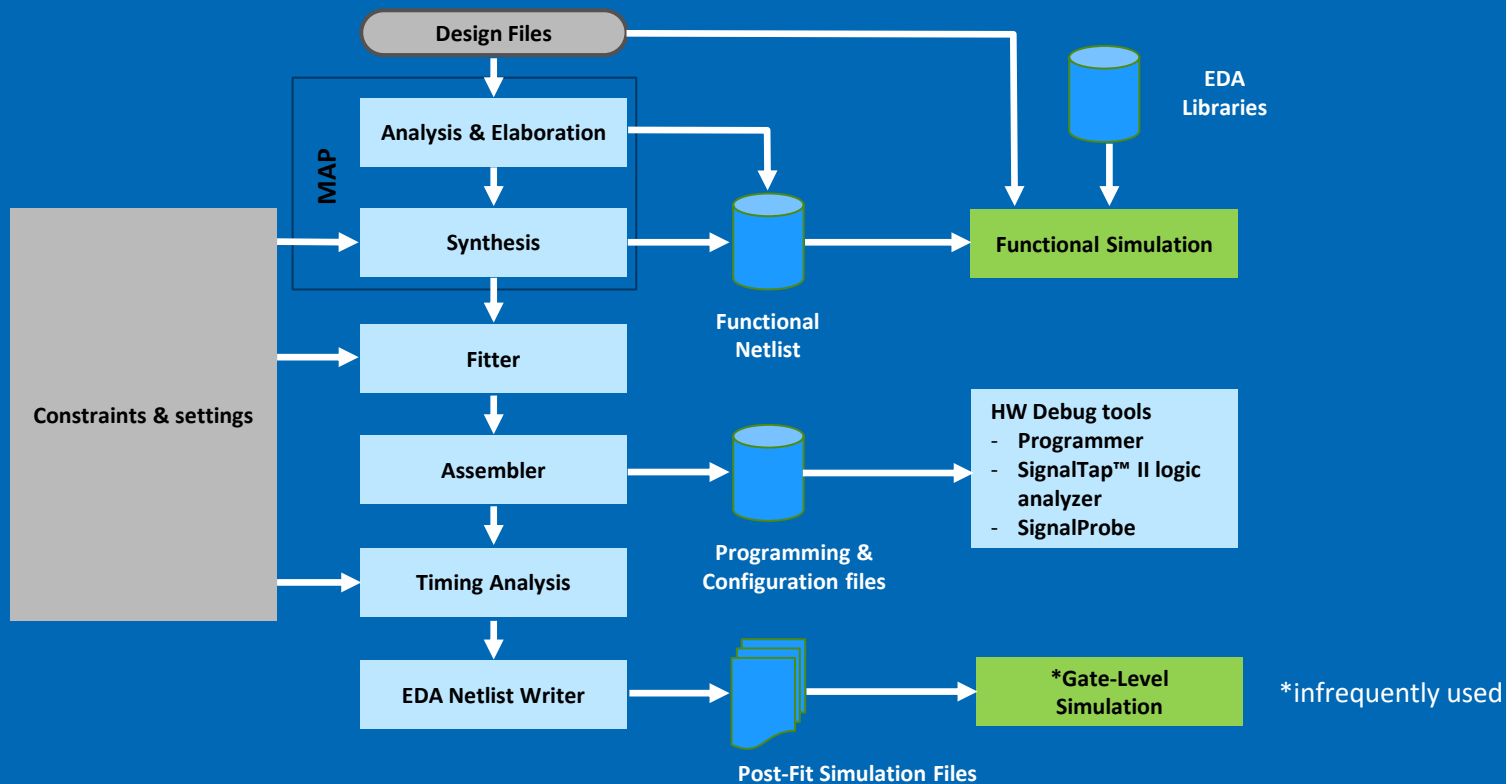 Design Files
EDA
Libraries
Analysis & Elaboration
MAP
Synthesis
Functional Simulation
Functional
Netlist
Fitter
Constraints & settings
HW Debug tools
- Programmer
- SignalTap™ II logic
analyzer
- SignalProbe
Assembler
Programming &
Configuration files
Timing Analysis
EDA Netlist Writer
*Gate-Level
Simulation
*infrequently used
Post-Fit Simulation Files